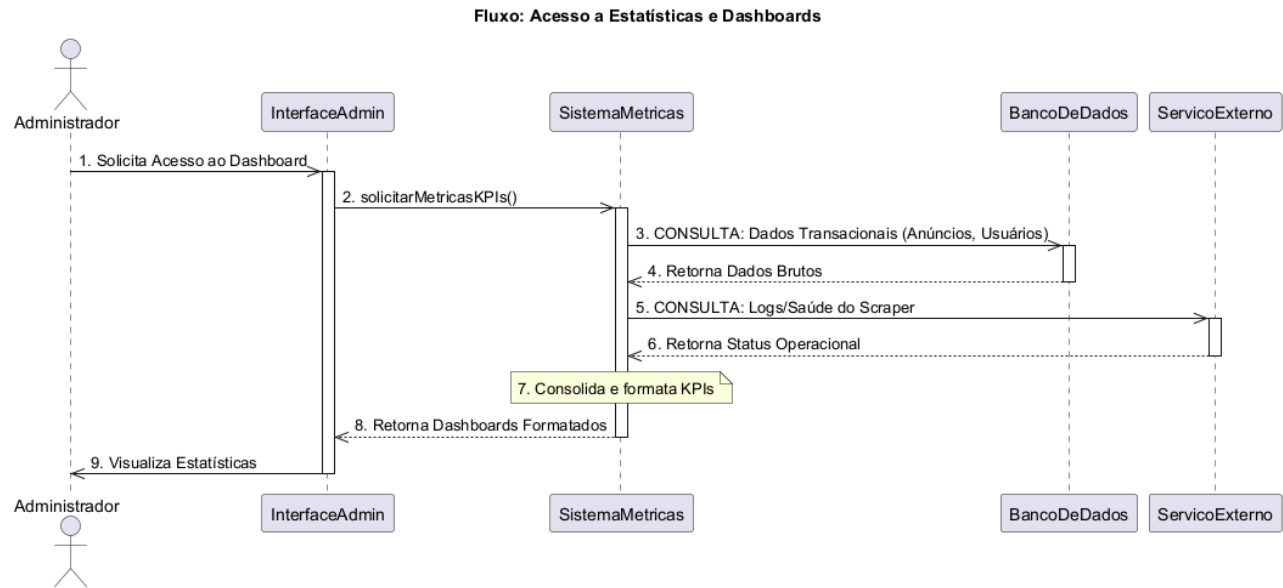 Fluxo: Acesso a Estatísticas e Dashboards
Administrador
InterfaceAdmin
SistemaMetricas
BancoDeDados
ServicoExterno
1. Solicita Acesso ao Dashboard
2. solicitarMetricasKPIs()
3. CONSULTA: Dados Transacionais (Anúncios, Usuários)
4. Retorna Dados Brutos
5. CONSULTA: Logs/Saúde do Scraper
6. Retorna Status Operacional
7. Consolida e formata KPIs
8. Retorna Dashboards Formatados
9. Visualiza Estatísticas
Administrador
InterfaceAdmin
SistemaMetricas
BancoDeDados
ServicoExterno